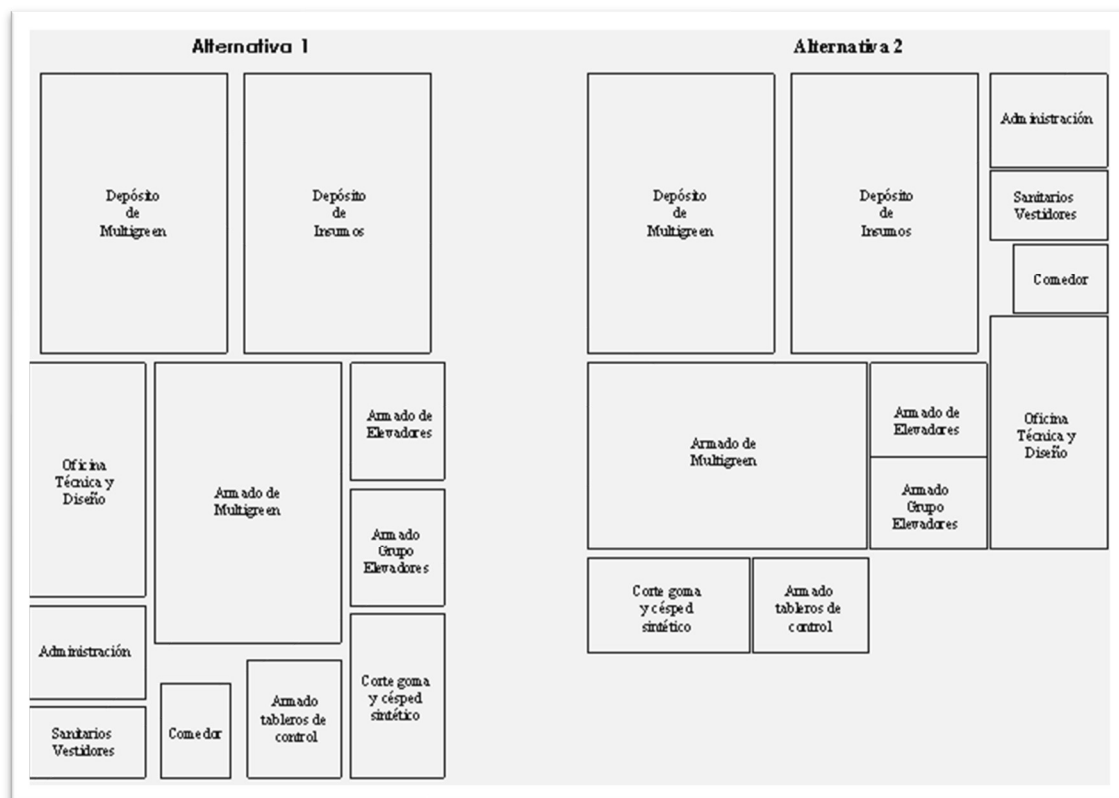 Alternativa 1
Depósito
de
Multigreen
Depósito
de
Insumos
Oficina
Técnica y
Diseño
Armado de
Multigreen
Armado de
Elevadores
Armado
Grupo
Elevadores
Administración
Sanitarios
Vestidores
Comedor
Armado
tableros de
control
Corte goma
y césped
sintético
Alternativa 2
Depósito
de
Multigreen
Depósito
de
Insumos
Administración
Sanitarios
Vestidores
Comedor
Armado de
Multigreen
Armado de
Elevadores
Armado
Grupo
Elevadores
Oficina
Técnica y
Diseño
Corte goma
y césped
sintético
Armado
tableros de
control